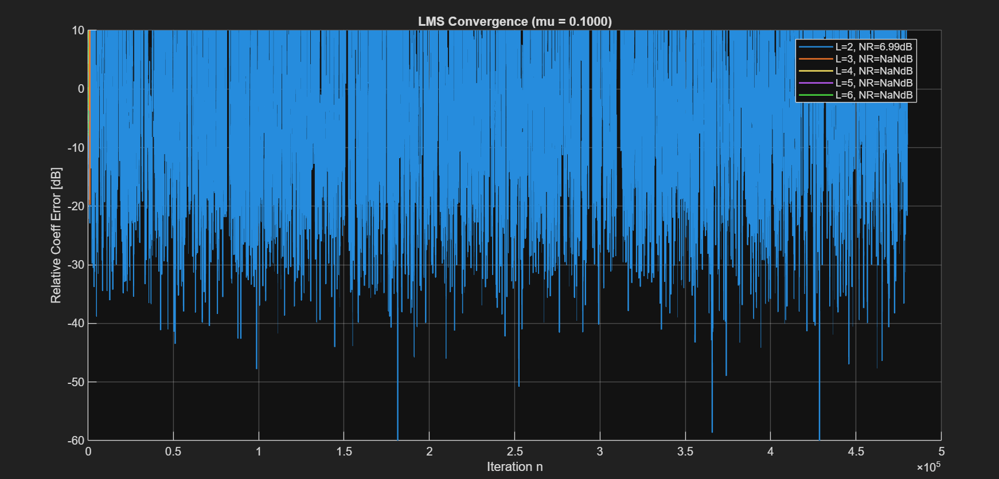 LMS Convergence (mu = 0.1000)
10
0
-10
-20
-30
-40
-50
-60
Relative Coeff Error [dB]
L=2, NR=6.99dB
L=3, NR=NaNdB
L=4, NR=NaNdB
L=5, NR=NaNdB
L=6, NR=NaNdB
0 0.5 1 1.5 2 2.5 3 3.5 4 4.5 5
Iteration n
×10⁵